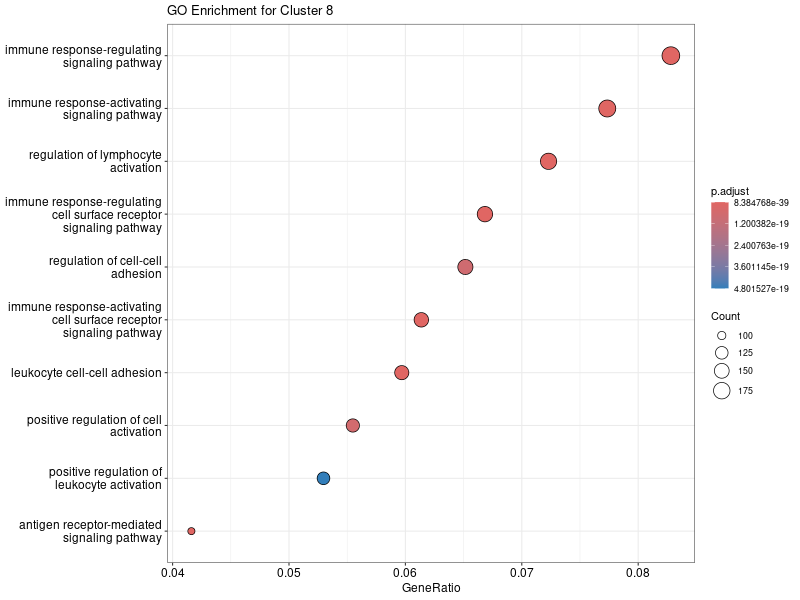 GO Enrichment for Cluster 8
immune response-regulating
signaling pathway
immune response-activating
signaling pathway
regulation of lymphocyte
activation
immune response-regulating
cell surface receptor
signaling pathway
regulation of cell-cell
adhesion
immune response-activating
cell surface receptor
signaling pathway
leukocyte cell-cell adhesion
positive regulation of cell
activation
positive regulation of
leukocyte activation
antigen receptor-mediated
signaling pathway
0.04 0.05 0.06 0.07 0.08
GeneRatio
p.adjust
8.384768e-39
1.200382e-19
2.400763e-19
3.601145e-19
4.801527e-19
Count
100
125
150
175